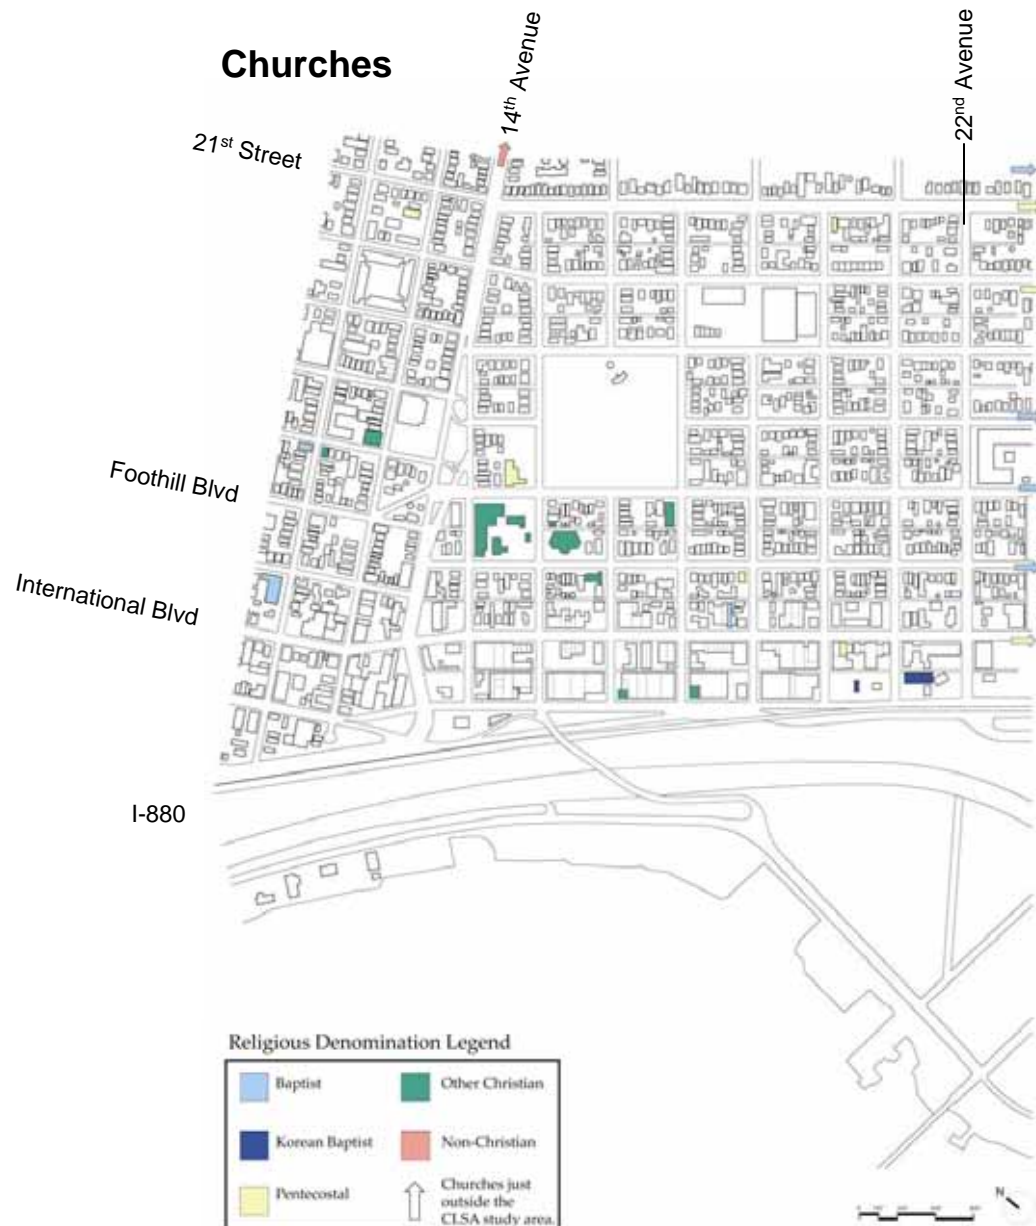 Churches
14th Avenue
22nd Avenue
21st Street
Foothill Blvd
International Blvd
I-880
Religious Denomination Legend
Baptist
Other Christian
Korean Baptist
Non-Christian
Pentecostal
Churches just
outside the
CLSA study area.
N